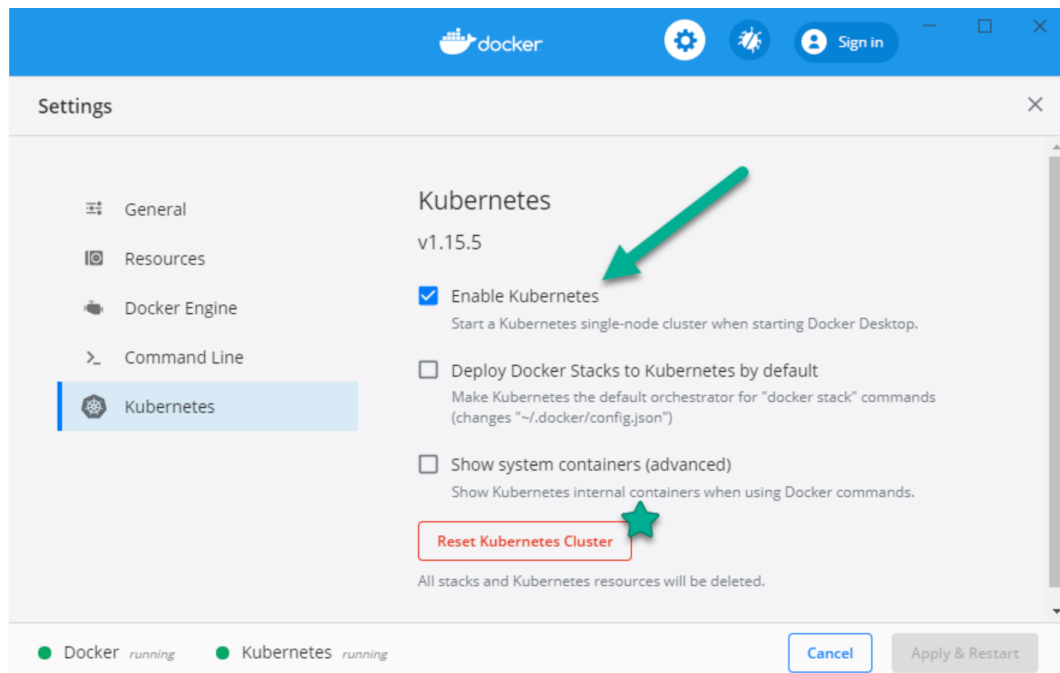 docker
Sign in
Settings
General
Resources
Docker Engine
Command Line
Kubernetes
Kubernetes
v1.15.5
Enable Kubernetes
Start a Kubernetes single-node cluster when starting Docker Desktop.
Deploy Docker Stacks to Kubernetes by default
Make Kubernetes the default orchestrator for "docker stack" commands
(changes "~/.docker/config.json")
Show system containers (advanced)
Show Kubernetes internal containers when using Docker commands.
Reset Kubernetes Cluster
All stacks and Kubernetes resources will be deleted.
Docker running Kubernetes running
Cancel
Apply & Restart